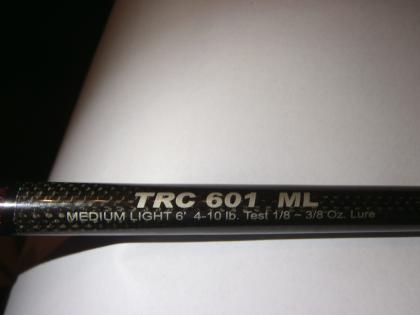 TRC 601 ML
MEDIUM LIGHT 6' 4-10 lb. Test 1/8 ~ 3/8 Oz. Lure